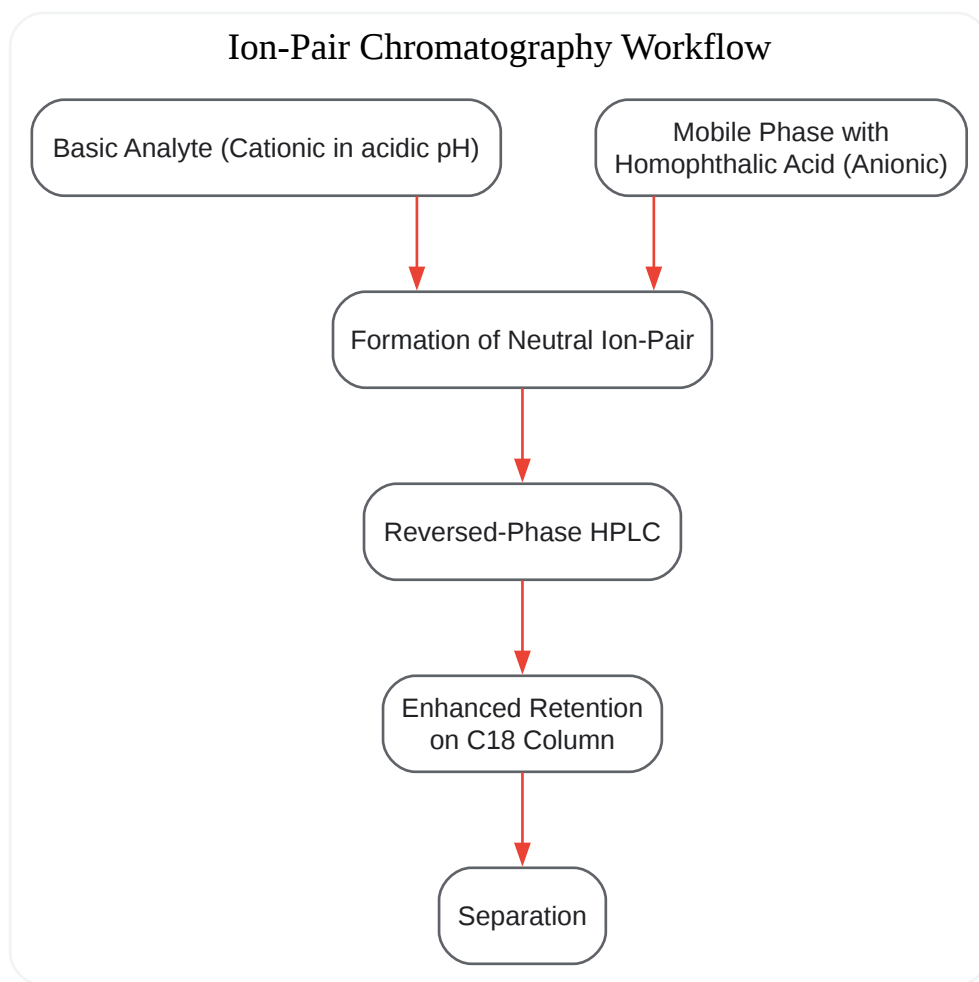 Ion-Pair Chromatography Workflow
Basic Analyte (Cationic in acidic pH)
Mobile Phase with
Homophthalic Acid (Anionic)
Formation of Neutral Ion-Pair
Reversed-Phase HPLC
Enhanced Retention
on C18 Column
Separation